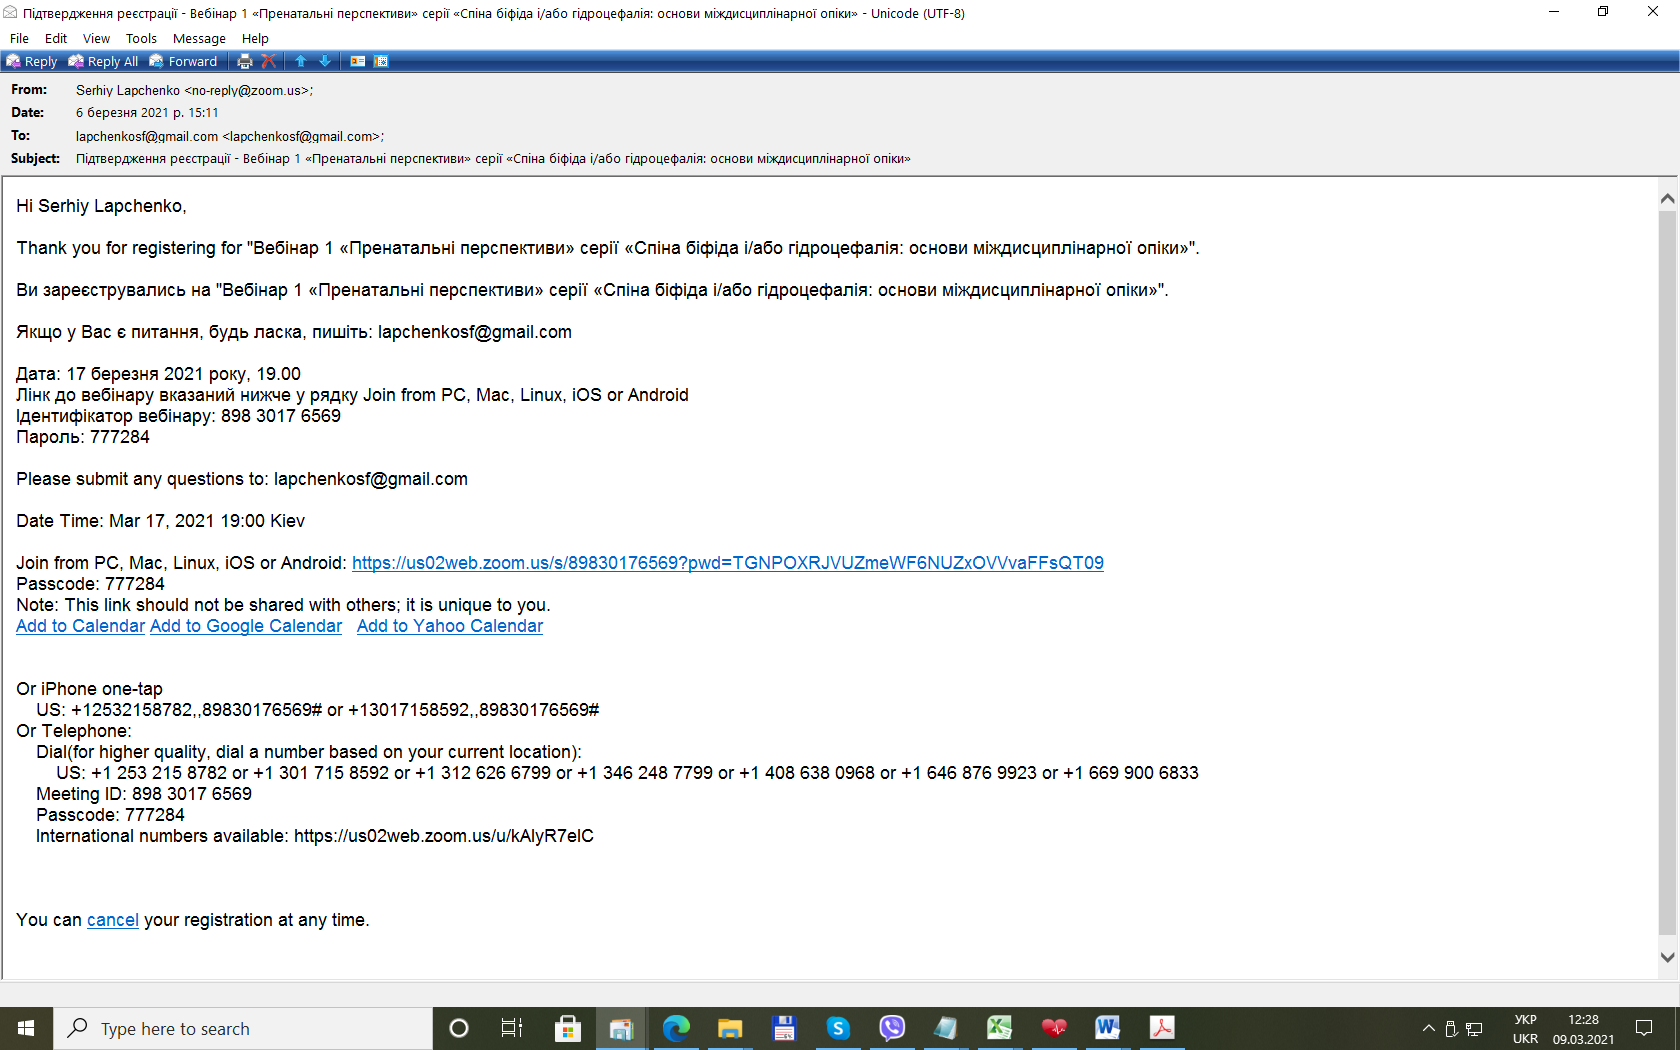 Підтвердження реєстрації - Вебінар 1 «Пренатальні перспективи» серії «Спіна біфіда і/або гідроцефалія: основи міждисциплінарної опіки» - Unicode (UTF-8)
File Edit View Tools Message Help
Reply Reply All Forward
From: Serhiy Lapchenko <no-reply@zoom.us>;
Date: 6 березня 2021 р. 15:11
To: lapchenkosf@gmail.com <lapchenkosf@gmail.com>;
Subject: Підтвердження реєстрації - Вебінар 1 «Пренатальні перспективи» серії «Спіна біфіда і/або гідроцефалія: основи міждисциплінарної опіки»
Hi Serhiy Lapchenko,
Thank you for registering for "Вебінар 1 «Пренатальні перспективи» серії «Спіна біфіда і/або гідроцефалія: основи міждисциплінарної опіки»".
Ви зареєструвались на "Вебінар 1 «Пренатальні перспективи» серії «Спіна біфіда і/або гідроцефалія: основи міждисциплінарної опіки»".
Якщо у Вас є питання, будь ласка, пишіть: lapchenkosf@gmail.com
Дата: 17 березня 2021 року, 19.00
Лінк до вебінару вказаний нижче у рядку Join from PC, Mac, Linux, iOS or Android
Ідентифікатор вебінару: 898 3017 6569
Пароль: 777284
Please submit any questions to: lapchenkosf@gmail.com
Date Time: Mar 17, 2021 19:00 Kiev
Join from PC, Mac, Linux, iOS or Android: https://us02web.zoom.us/s/89830176569?pwd=TGNPOXRJVUZmeWF6NUZxOVVvaFFsQT09
Passcode: 777284
Note: This link should not be shared with others; it is unique to you.
Add to Calendar Add to Google Calendar Add to Yahoo Calendar
Or iPhone one-tap
US: +12532158782,,89830176569# or +13017158592,,89830176569#
Or Telephone:
Dial(for higher quality, dial a number based on your current location):
US: +1 253 215 8782 or +1 301 715 8592 or +1 312 626 6799 or +1 346 248 7799 or +1 408 638 0968 or +1 646 876 9923 or +1 669 900 6833
Meeting ID: 898 3017 6569
Passcode: 777284
International numbers available: https://us02web.zoom.us/u/kAlyR7elC
You can cancel your registration at any time.
Type here to search
УКР 12:28
UKR 09.03.2021